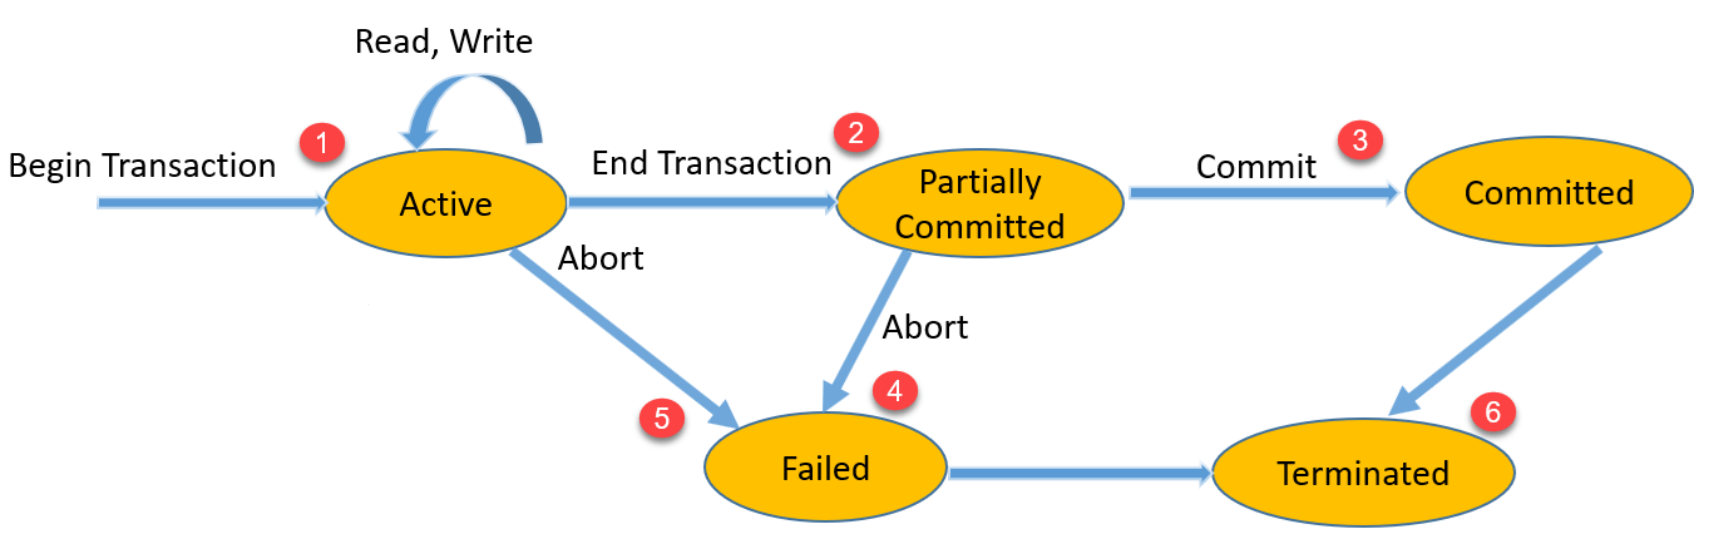 Read, Write
1
2
3
Begin Transaction
End Transaction
Commit
Active
Partially
Committed
Committed
Abort
Abort
5
4
6
Failed
Terminated